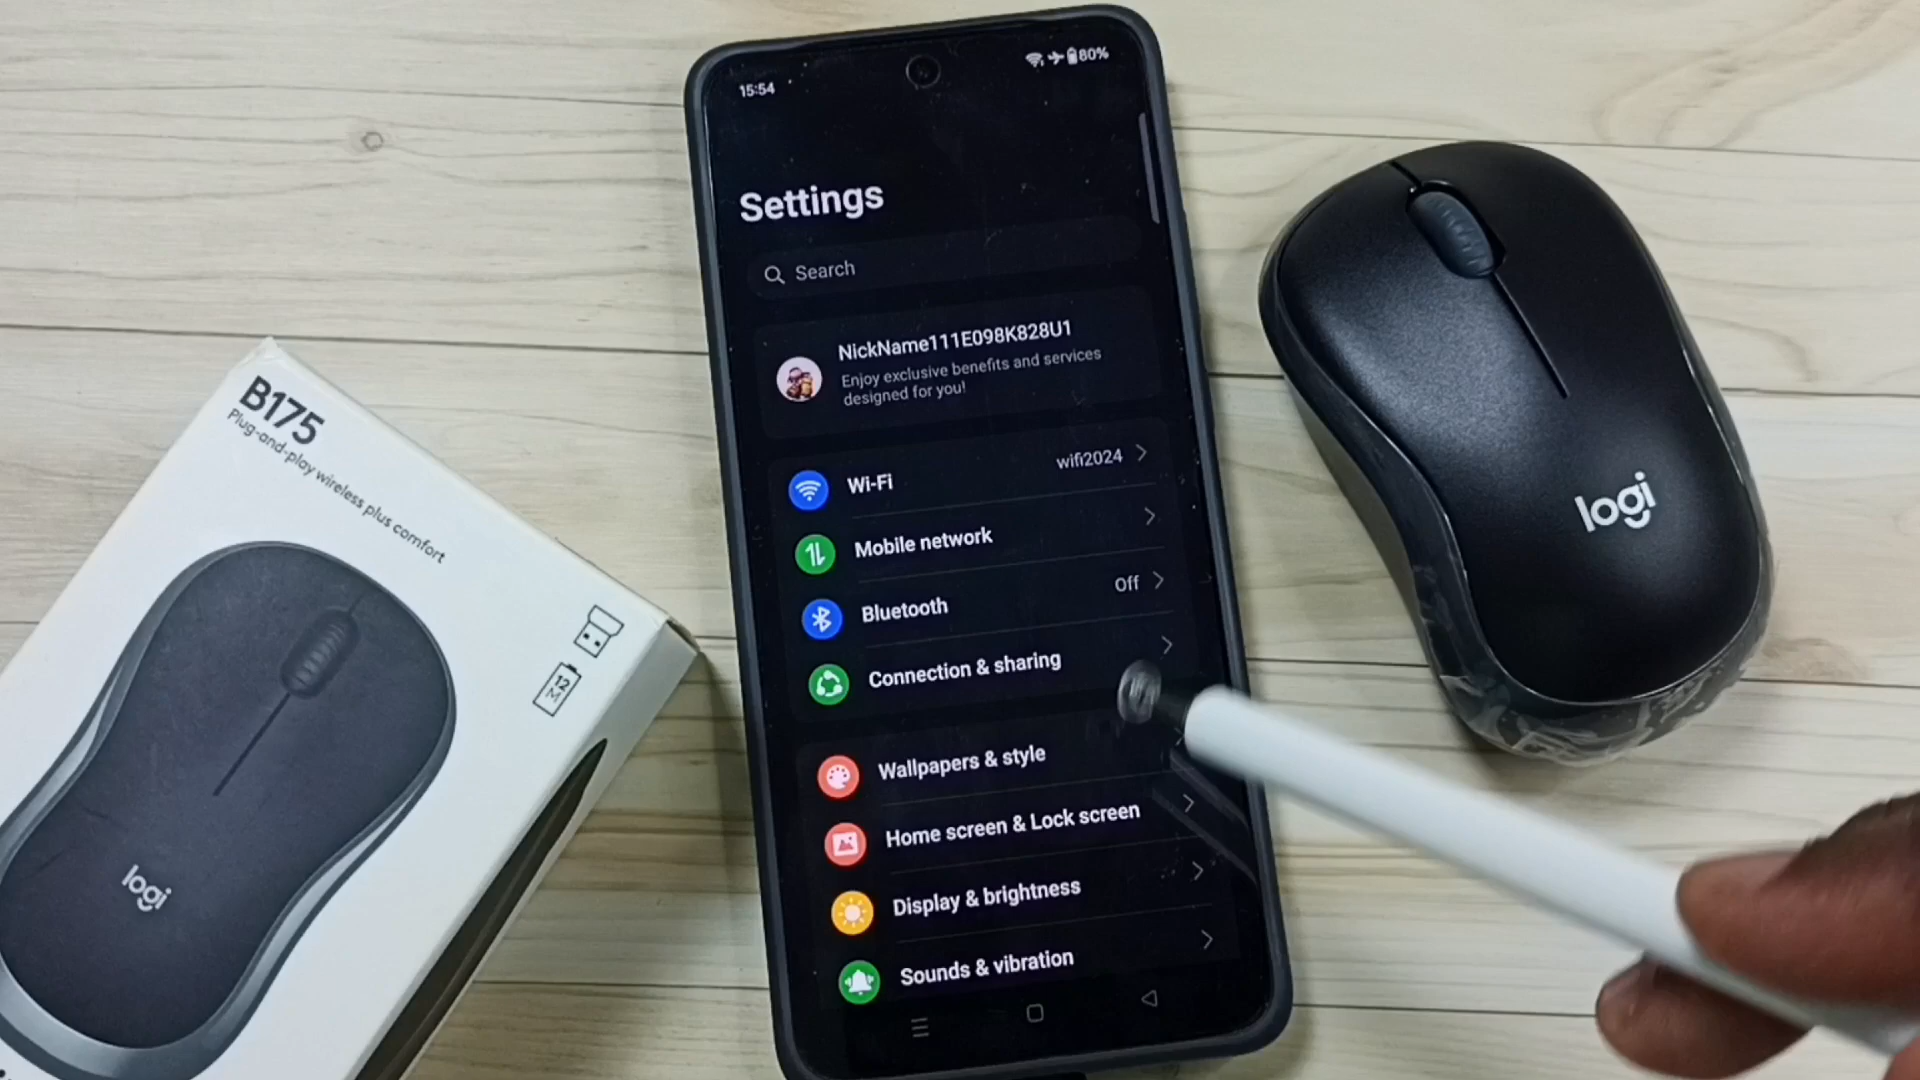 15:54
80%
Settings
Search
NickName111E098K828U1
Enjoy exclusive benefits and services
designed for you!
Wi-Fi
wifi2024
Mobile network
Bluetooth
Off
Connection & sharing
Wallpapers & style
Home screen & Lock screen
Display & brightness
Sounds & vibration
B175
Plug-and-play wireless plus comfort
12
M
logi
logi